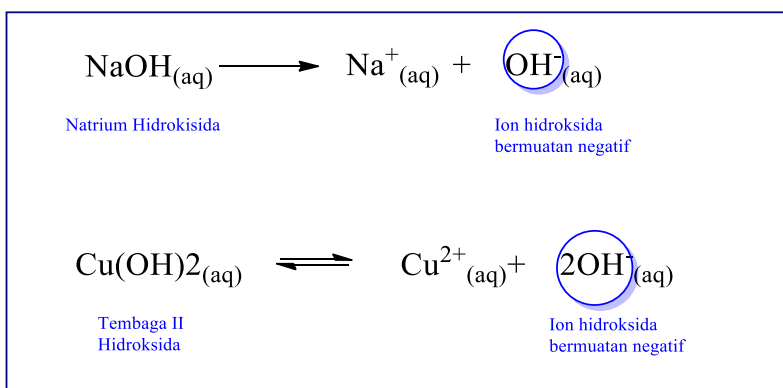 NaOH(aq) ⟶ Na⁺(aq) + OH⁻(aq)
Natrium Hidrokisida
Ion hidroksida
bermuatan negatif
Cu(OH)2(aq) ⇌ Cu²⁺(aq)+ 2OH⁻(aq)
Tembaga II
Hidroksida
Ion hidroksida
bermuatan negatif